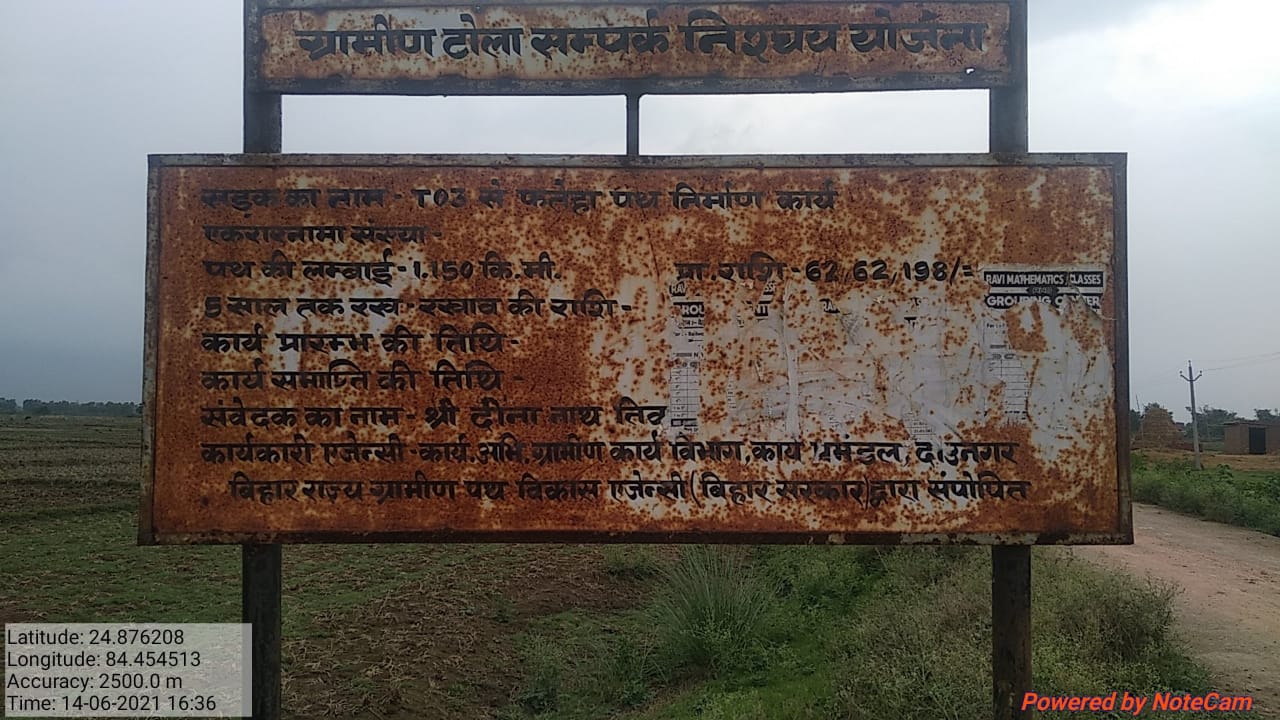 ग्रामीण टोला सम्पर्क निश्चय योजना
सड़क का नाम - T03 से फतेहा पथ निर्माण कार्य
एकरारनामा संख्या -
पथ की लम्बाई - 1.150 कि.मी. प्रा. राशि - 62,62,198/=
5 साल तक रख-रखाव की राशि -
कार्य प्रारम्भ की तिथि -
कार्य समाप्ति की तिथि -
संवेदक का नाम - श्री दीना नाथ
कार्यकारी एजेन्सी - कार्य. अभि. ग्रामीण कार्य विभाग, कार्य दाउदनगर
बिहार राज्य ग्रामीण पथ विकास एजेन्सी (बिहार सरकार) द्वारा संपोषित
RAVI MATHEMATICS CLASSES
GROUPING CENTER
Latitude: 24.876208
Longitude: 84.454513
Accuracy: 2500.0 m
Time: 14-06-2021 16:36
Powered by NoteCam